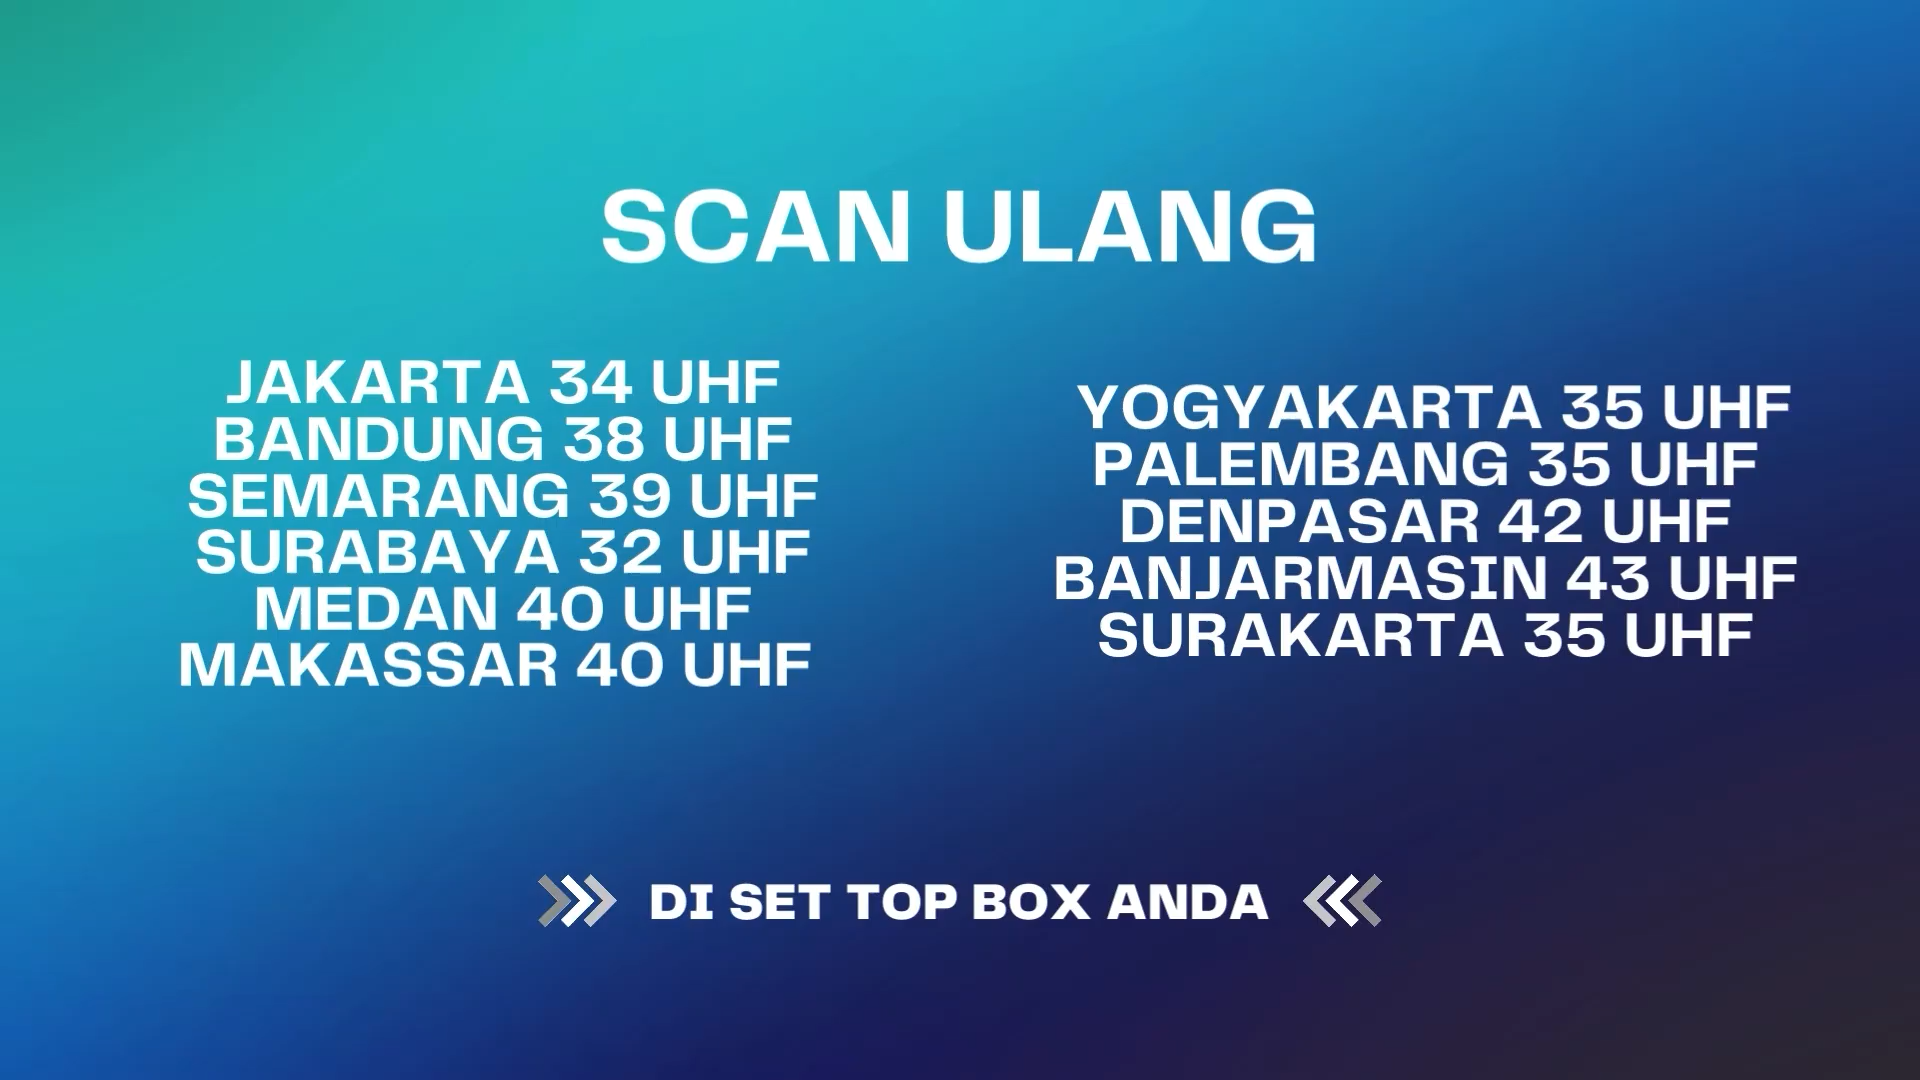 SCAN ULANG
JAKARTA 34 UHF
BANDUNG 38 UHF
SEMARANG 39 UHF
SURABAYA 32 UHF
MEDAN 40 UHF
MAKASSAR 40 UHF
YOGYAKARTA 35 UHF
PALEMBANG 35 UHF
DENPASAR 42 UHF
BANJARMASIN 43 UHF
SURAKARTA 35 UHF
DI SET TOP BOX ANDA